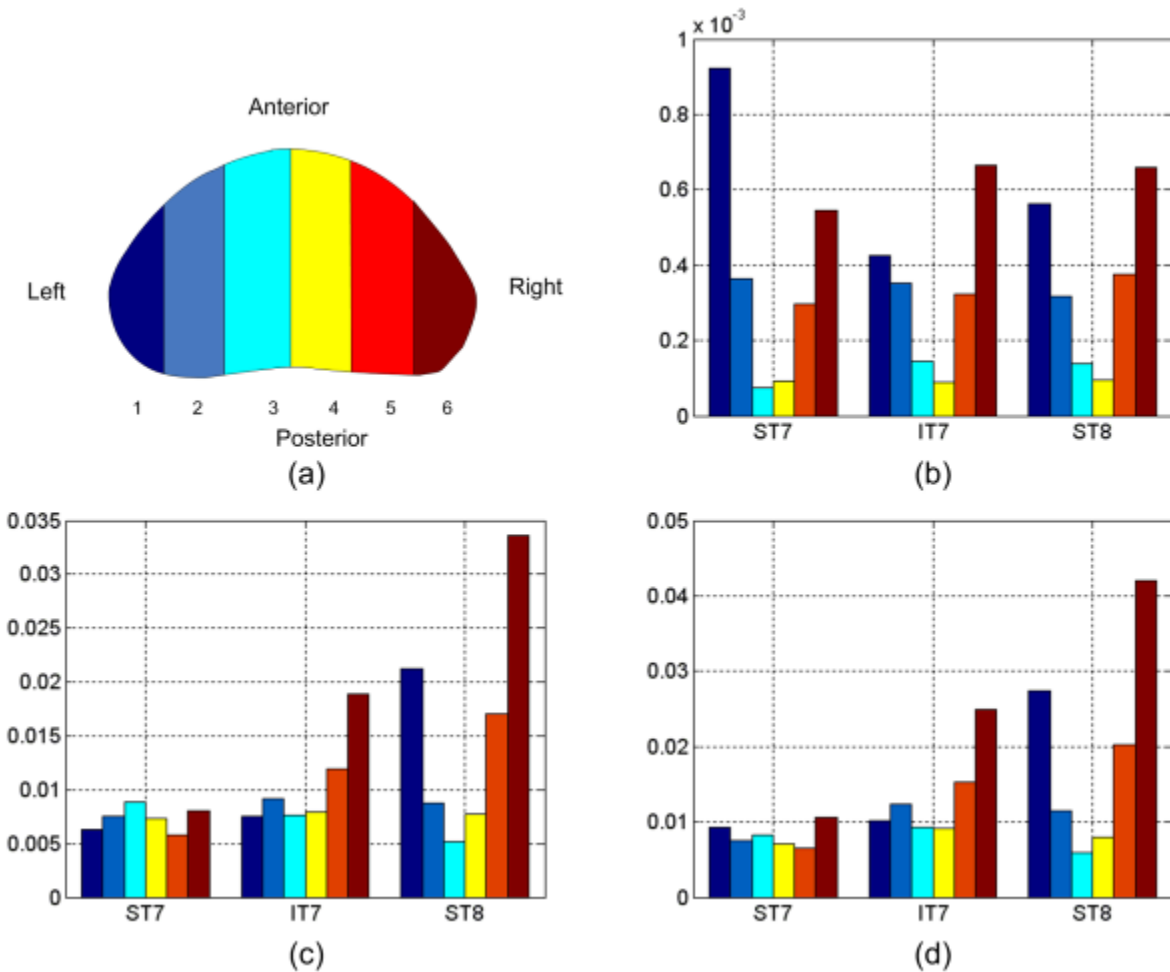 Anterior
Left
Right
1 2 3 4 5 6
Posterior
(a)
x 10⁻³
1
0.8
0.6
0.4
0.2
0
ST7 IT7 ST8
(b)
0.035
0.03
0.025
0.02
0.015
0.01
0.005
0
ST7 IT7 ST8
(c)
0.05
0.04
0.03
0.02
0.01
0
ST7 IT7 ST8
(d)